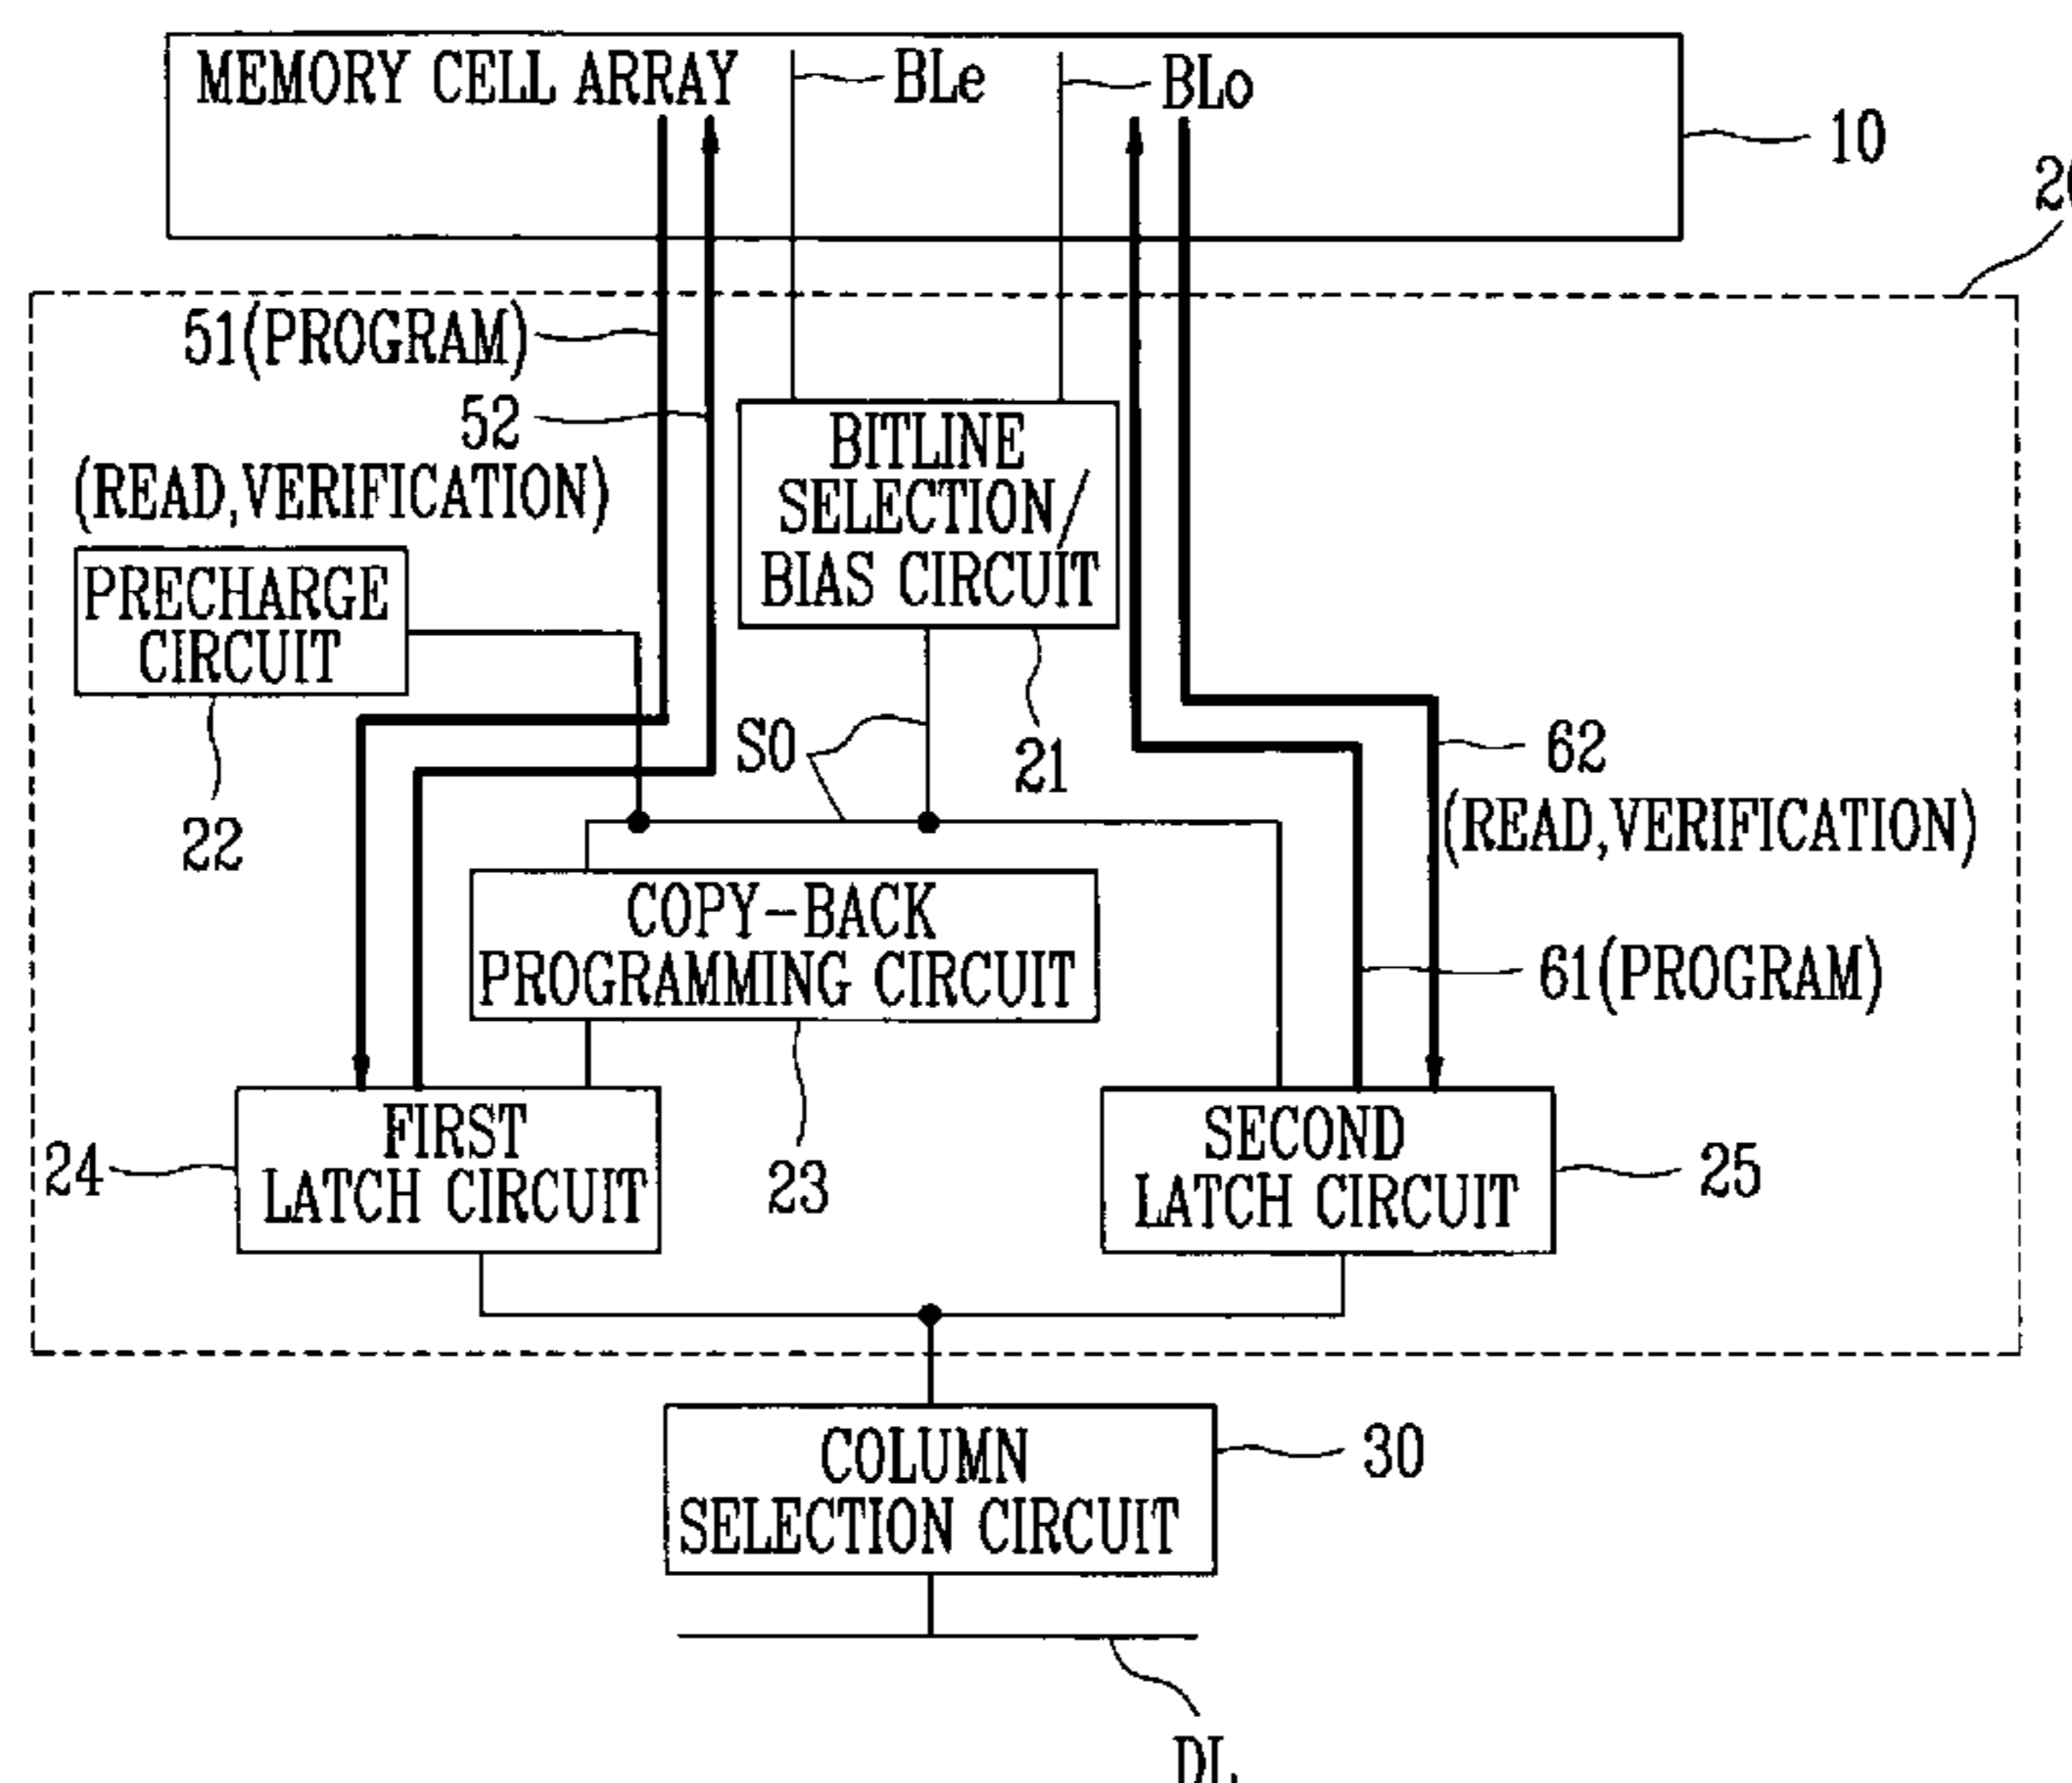 MEMORY CELL ARRAY
BLe
BLo
10
51(PROGRAM)
52
(READ,VERIFICATION)
BITLINE
SELECTION/
BIAS CIRCUIT
PRECHARGE
CIRCUIT
SO
21
62
(READ,VERIFICATION)
22
COPY-BACK
PROGRAMMING CIRCUIT
61(PROGRAM)
FIRST
LATCH CIRCUIT
SECOND
LATCH CIRCUIT
24
23
25
COLUMN
SELECTION CIRCUIT
30
DL